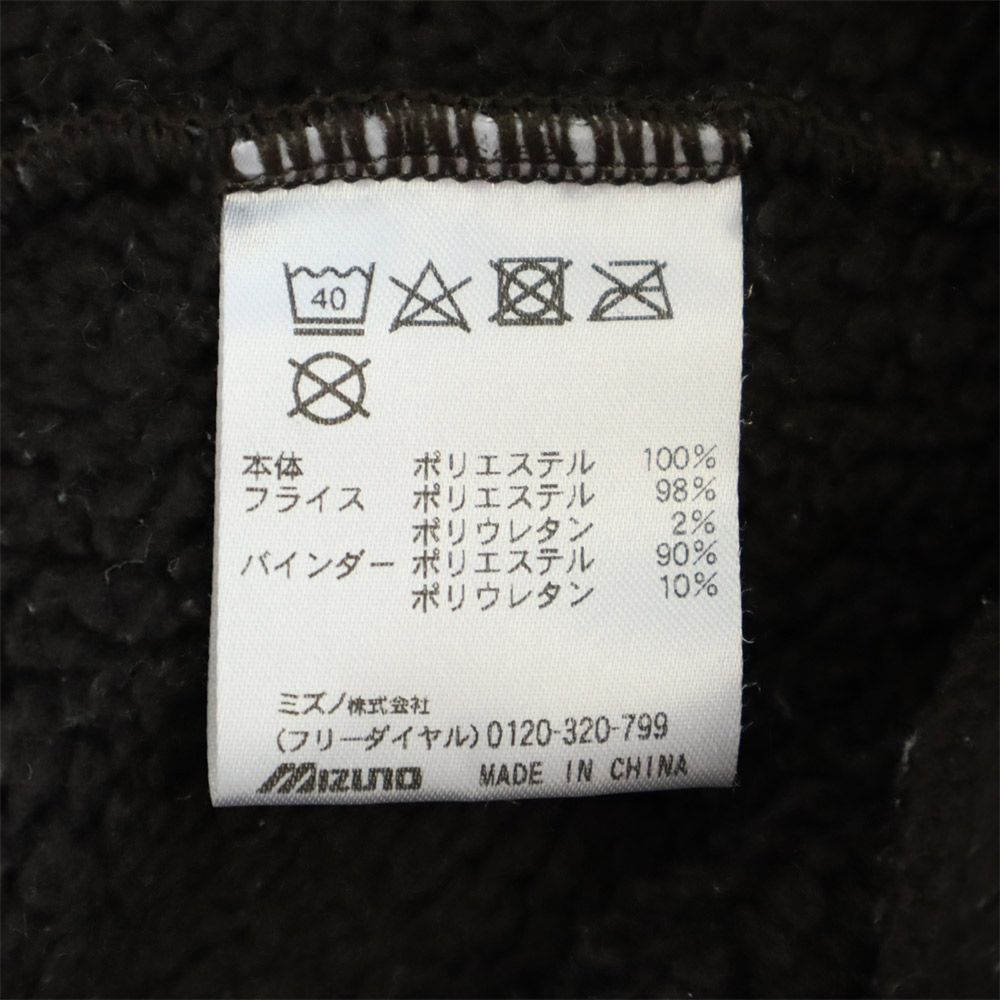 40
本体 ポリエステル 100%
フライス ポリエステル 98%
ポリウレタン 2%
バインダー ポリエステル 90%
ポリウレタン 10%
ミズノ株式会社
(フリーダイヤル)0120-320-799
MIZUNO MADE IN CHINA